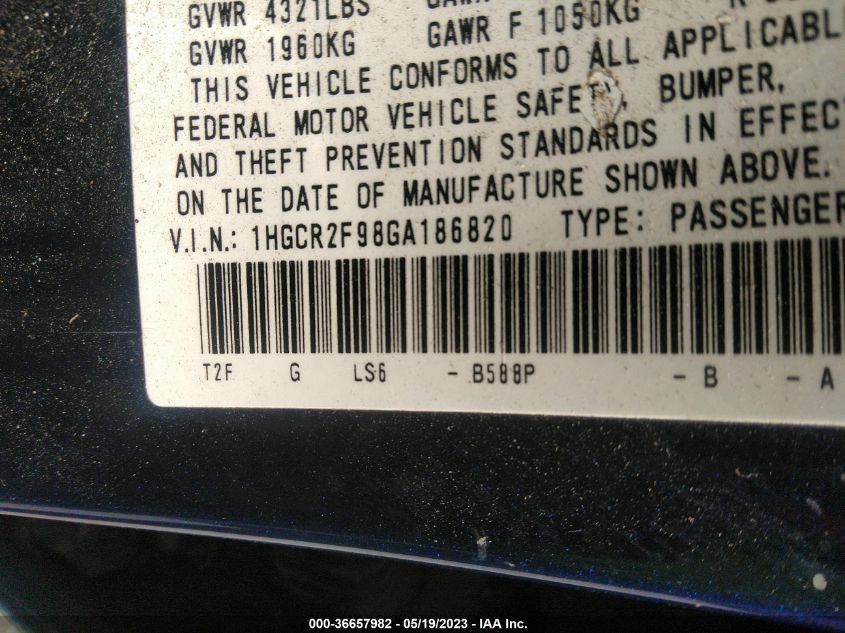 GVWR 4321LBS
GVWR 1960KG GAWR F 1050KG
THIS VEHICLE CONFORMS TO ALL APPLICABL
FEDERAL MOTOR VEHICLE SAFETY, BUMPER,
AND THEFT PREVENTION STANDARDS IN EFFEC
ON THE DATE OF MANUFACTURE SHOWN ABOVE.
V.I.N.: 1HGCR2F98GA186820 TYPE: PASSENGER
T2F G LS6 - B588P - B - A
000-36657982 - 05/19/2023 - IAA Inc.